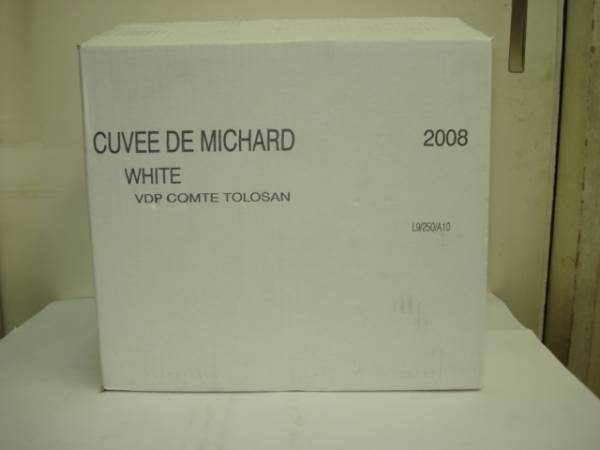 CUVEE DE MICHARD 2008
WHITE
VDP COMTE TOLOSAN
L9/250/A10